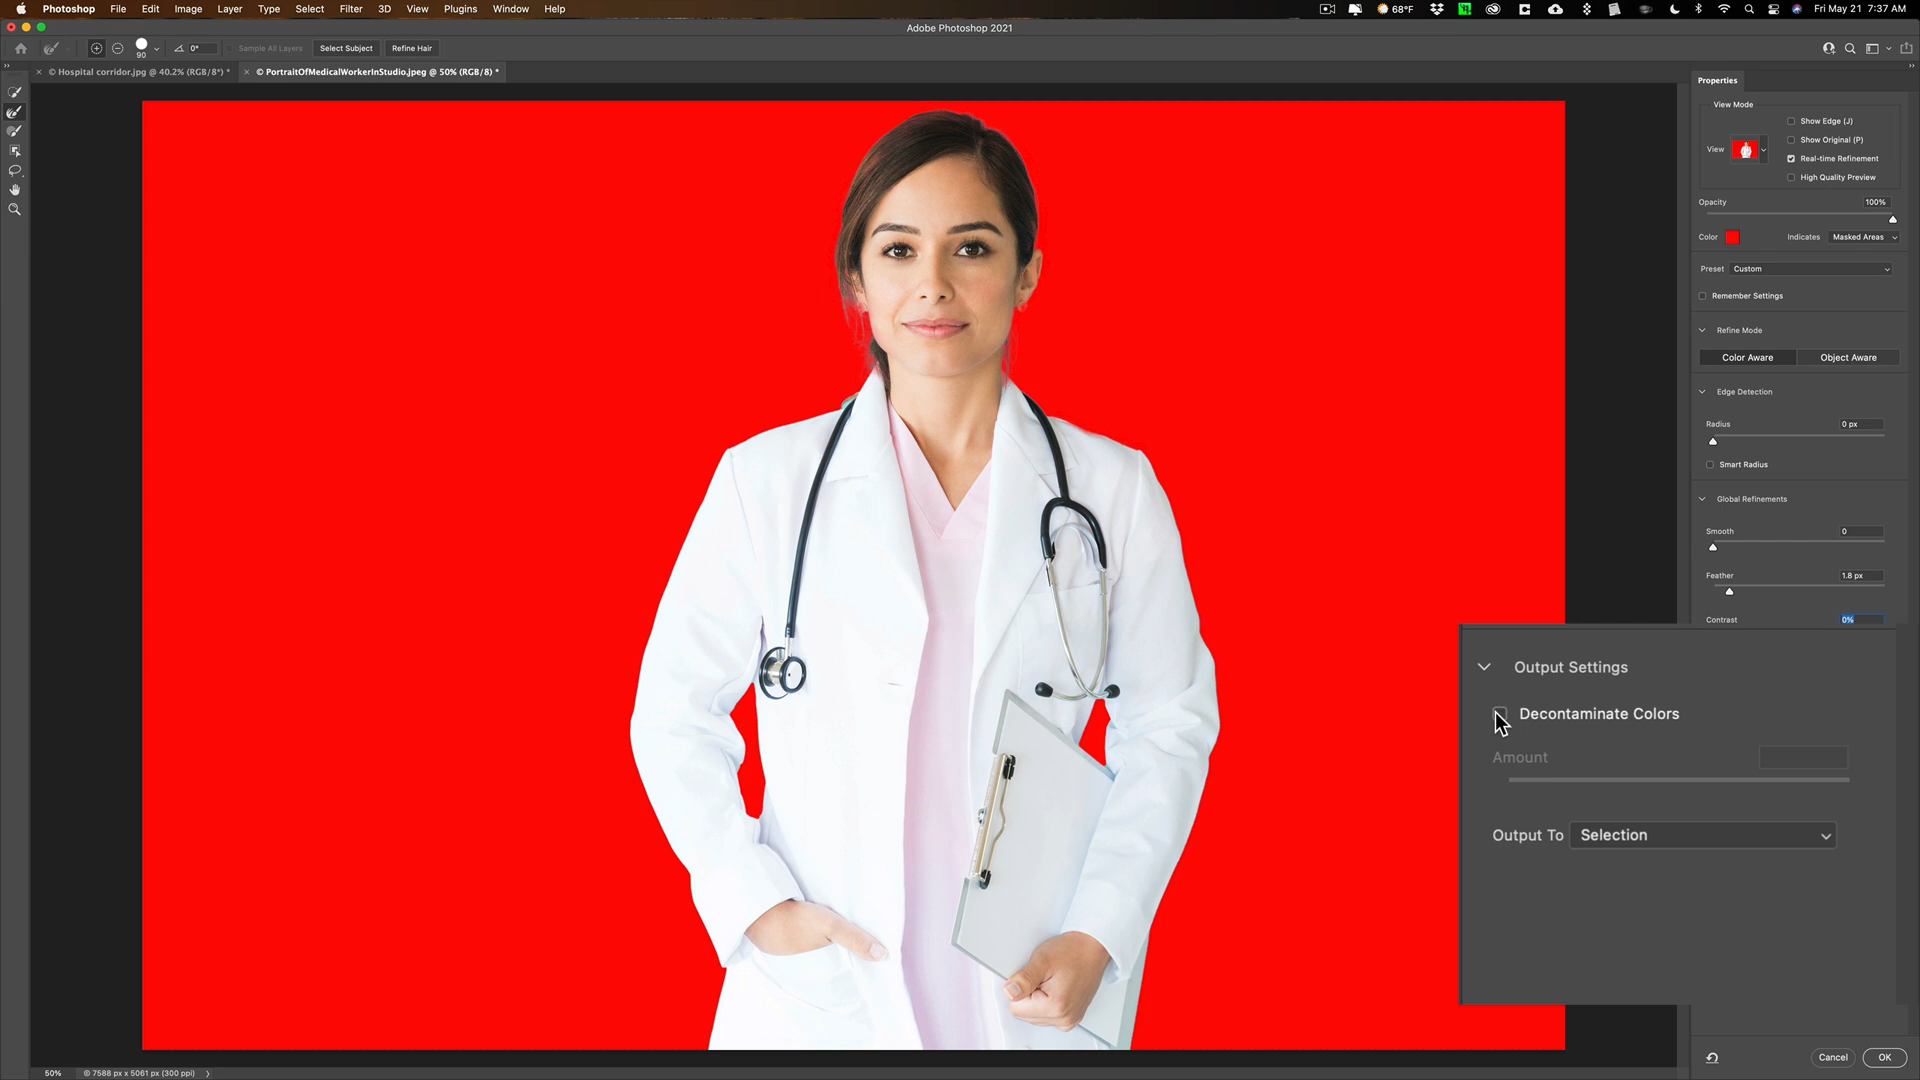 Photoshop File Edit Image Layer Type Select Filter 3D View Plugins Window Help 68°F Fri May 21 7:37 AM
Adobe Photoshop 2021
90 0° Sample All Layers Select Subject Refine Hair
× © Hospital corridor.jpg @ 40.2% (RGB/8*) * × © PortraitOfMedicalWorkerInStudio.jpeg @ 50% (RGB/8) *
Properties
View Mode
Show Edge (J)
Show Original (P)
View
Real-time Refinement
High Quality Preview
Opacity 100%
Color Indicates Masked Areas
Preset Custom
Remember Settings
Refine Mode
Color Aware Object Aware
Edge Detection
Radius 0 px
Smart Radius
Global Refinements
Smooth 0
Feather 1.8 px
Contrast 0%
Output Settings
Decontaminate Colors
Amount
Output To Selection
Cancel OK
50% © 7588 px x 5061 px (300 ppi)